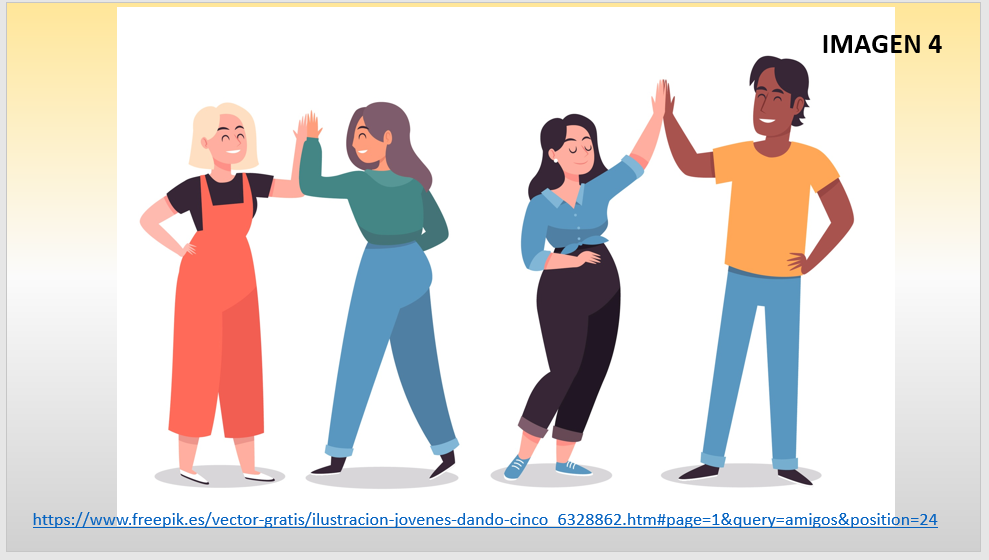 IMAGEN 4
https://www.freepik.es/vector-gratis/ilustracion-jovenes-dando-cinco_6328862.htm#page=1&query=amigos&position=24